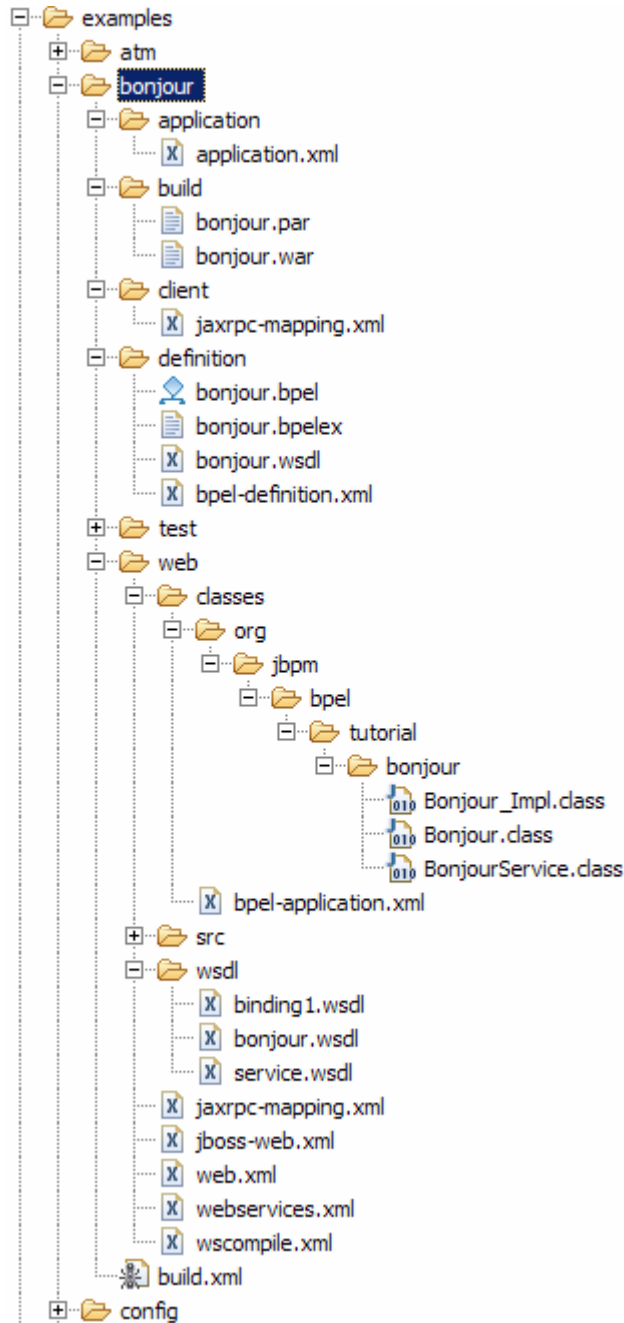 examples
atm
bonjour
application
application.xml
build
bonjour.par
bonjour.war
client
jaxrpc-mapping.xml
definition
bonjour.bpel
bonjour.bpelex
bonjour.wsdl
bpel-definition.xml
test
web
classes
org
jbpm
bpel
tutorial
bonjour
Bonjour_Impl.class
Bonjour.class
BonjourService.class
bpel-application.xml
src
wsdl
binding1.wsdl
bonjour.wsdl
service.wsdl
jaxrpc-mapping.xml
jboss-web.xml
web.xml
webservices.xml
wscompile.xml
build.xml
config